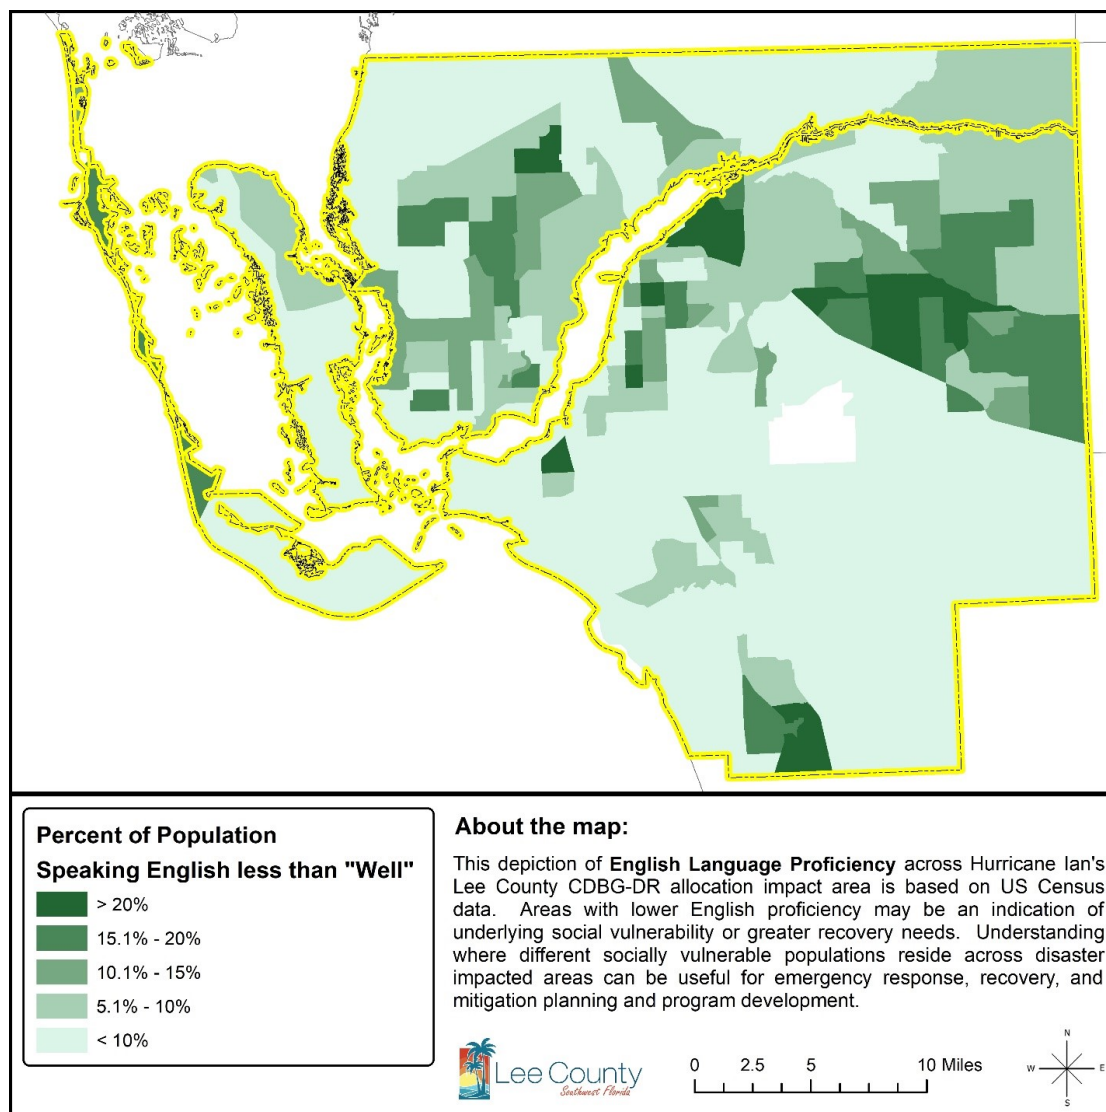 Percent of Population
Speaking English less than "Well"
> 20%
15.1% - 20%
10.1% - 15%
5.1% - 10%
< 10%
About the map:
This depiction of English Language Proficiency across Hurricane Ian's
Lee County CDBG-DR allocation impact area is based on US Census
data. Areas with lower English proficiency may be an indication of
underlying social vulnerability or greater recovery needs. Understanding
where different socially vulnerable populations reside across disaster
impacted areas can be useful for emergency response, recovery, and
mitigation planning and program development.
Lee County
Southwest Florida
0 2.5 5 10 Miles
N
W E
S